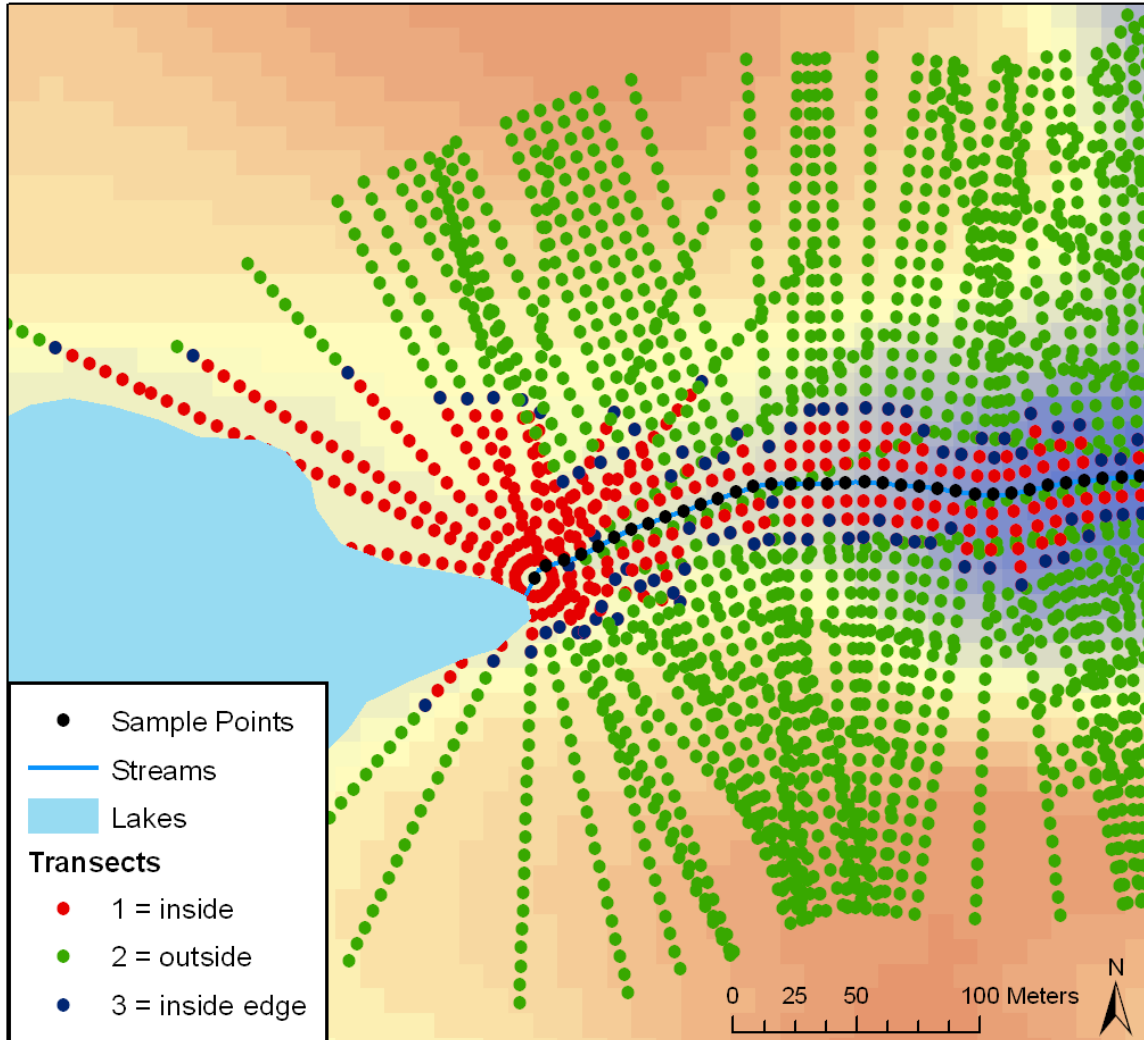 Sample Points
Streams
Lakes
Transects
1 = inside
2 = outside
3 = inside edge
0 25 50 100 Meters
N